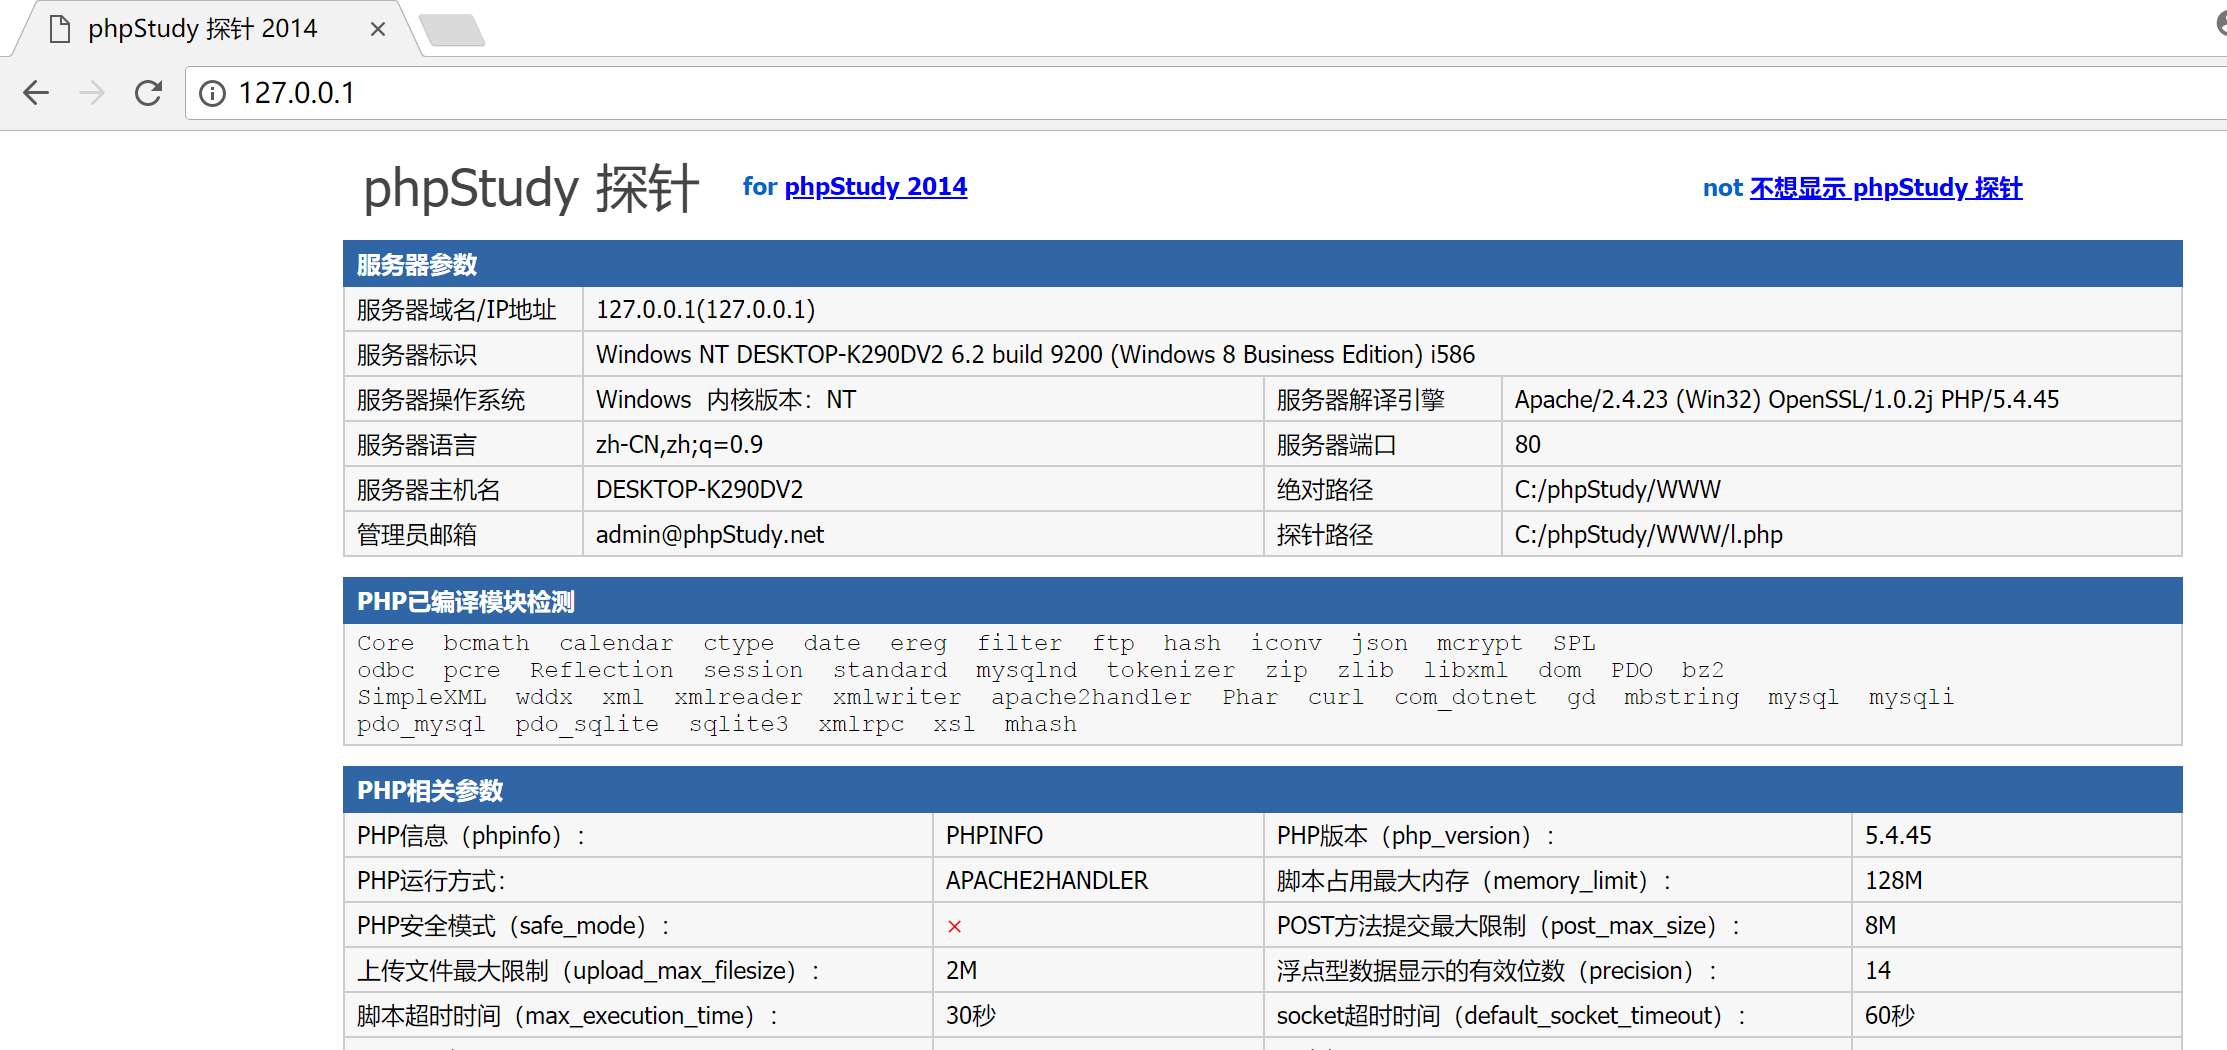 phpStudy 探针 2014
127.0.0.1
phpStudy 探针 for phpStudy 2014 not 不想显示 phpStudy 探针
服务器参数
服务器域名/IP地址 127.0.0.1(127.0.0.1)
服务器标识 Windows NT DESKTOP-K290DV2 6.2 build 9200 (Windows 8 Business Edition) i586
服务器操作系统 Windows 内核版本：NT 服务器解译引擎 Apache/2.4.23 (Win32) OpenSSL/1.0.2j PHP/5.4.45
服务器语言 zh-CN,zh;q=0.9 服务器端口 80
服务器主机名 DESKTOP-K290DV2 绝对路径 C:/phpStudy/WWW
管理员邮箱 admin@phpStudy.net 探针路径 C:/phpStudy/WWW/l.php
PHP已编译模块检测
Core bcmath calendar ctype date ereg filter ftp hash iconv json mcrypt SPL
odbc pcre Reflection session standard mysqlnd tokenizer zip zlib libxml dom PDO bz2
SimpleXML wddx xml xmlreader xmlwriter apache2handler Phar curl com_dotnet gd mbstring mysql mysqli
pdo_mysql pdo_sqlite sqlite3 xmlrpc xsl mhash
PHP相关参数
PHP信息（phpinfo）： PHPINFO PHP版本（php_version）： 5.4.45
PHP运行方式： APACHE2HANDLER 脚本占用最大内存（memory_limit）： 128M
PHP安全模式（safe_mode）： × POST方法提交最大限制（post_max_size）： 8M
上传文件最大限制（upload_max_filesize）： 2M 浮点型数据显示的有效位数（precision）： 14
脚本超时时间（max_execution_time）： 30秒 socket超时时间（default_socket_timeout）： 60秒